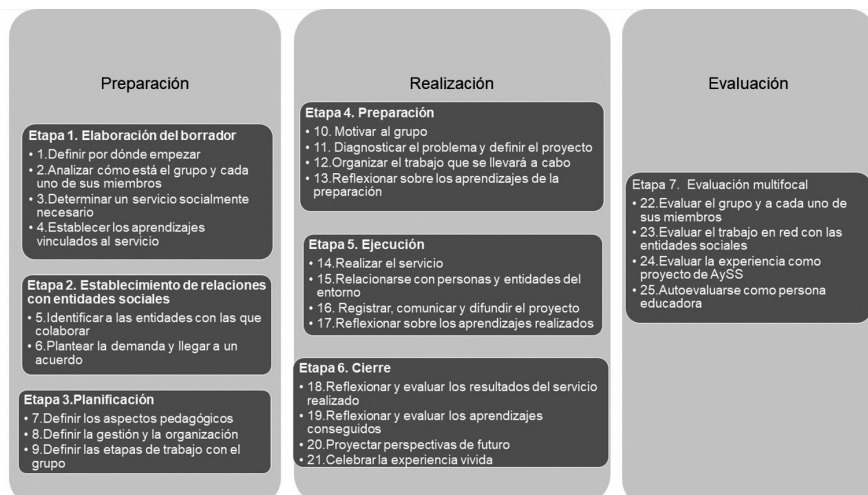 Preparación
Etapa 1. Elaboración del borrador
• 1.Definir por dónde empezar
• 2.Analizar cómo está el grupo y cada
uno de sus miembros
• 3.Determinar un servicio socialmente
necesario
• 4.Establecer los aprendizajes
vinculados al servicio
Etapa 2. Establecimiento de relaciones
con entidades sociales
• 5.Identificar a las entidades con las que
colaborar
• 6.Plantear la demanda y llegar a un
acuerdo
Etapa 3.Planificación
• 7.Definir los aspectos pedagógicos
• 8.Definir la gestión y la organización
• 9.Definir las etapas de trabajo con el
grupo
Realización
Etapa 4. Preparación
• 10. Motivar al grupo
• 11. Diagnosticar el problema y definir el proyecto
• 12.Organizar el trabajo que se llevará a cabo
• 13.Reflexionar sobre los aprendizajes de la
preparación
Etapa 5. Ejecución
• 14.Realizar el servicio
• 15.Relacionarse con personas y entidades del
entorno
• 16. Registrar, comunicar y difundir el proyecto
• 17.Reflexionar sobre los aprendizajes realizados
Etapa 6. Cierre
• 18.Reflexionar y evaluar los resultados del servicio
realizado
• 19.Reflexionar y evaluar los aprendizajes
conseguidos
• 20.Proyectar perspectivas de futuro
• 21.Celebrar la experiencia vivida
Evaluación
Etapa 7. Evaluación multifocal
• 22.Evaluar el grupo y a cada uno de
sus miembros
• 23.Evaluar el trabajo en red con las
entidades sociales
• 24.Evaluar la experiencia como
proyecto de AySS
• 25.Autoevaluarse como persona
educadora